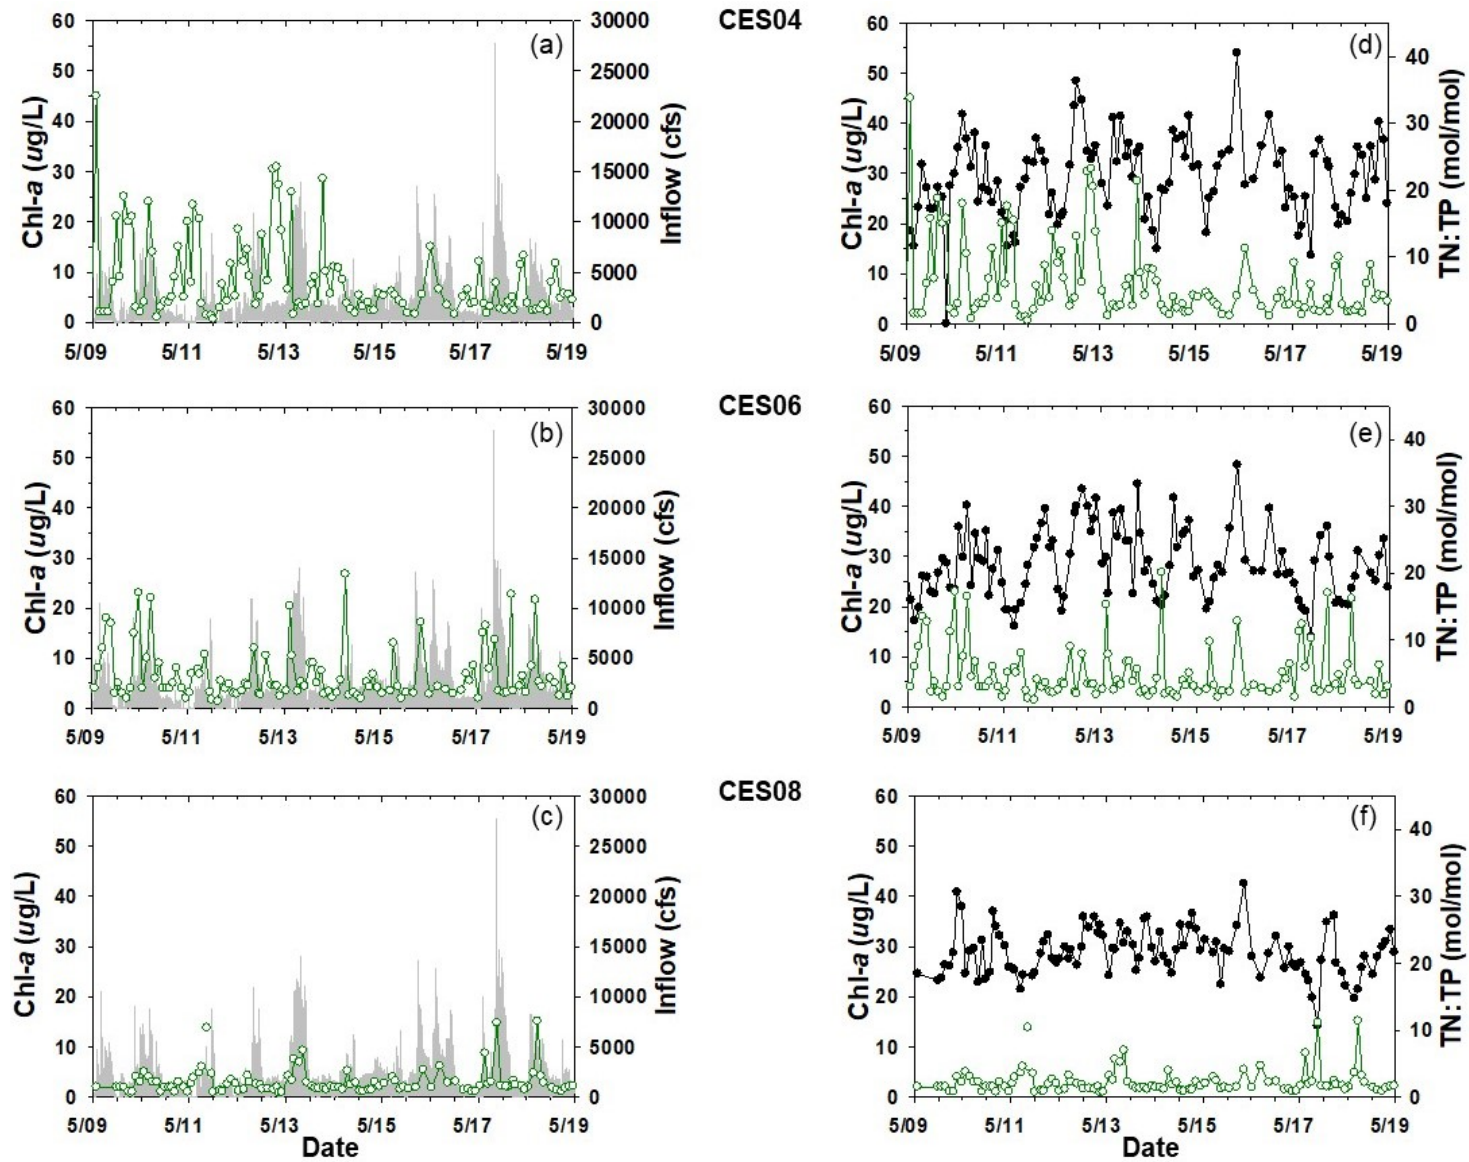 CES04
60
50
40
30
20
10
0
Chl-a (ug/L)
(a)
30000
25000
20000
15000
10000
5000
0
Inflow (cfs)
5/09 5/11 5/13 5/15 5/17 5/19
60
50
40
30
20
10
0
Chl-a (ug/L)
(d)
40
30
20
10
0
TN:TP (mol/mol)
5/09 5/11 5/13 5/15 5/17 5/19
CES06
60
50
40
30
20
10
0
Chl-a (ug/L)
(b)
30000
25000
20000
15000
10000
5000
0
Inflow (cfs)
5/09 5/11 5/13 5/15 5/17 5/19
60
50
40
30
20
10
0
Chl-a (ug/L)
(e)
40
30
20
10
0
TN:TP (mol/mol)
5/09 5/11 5/13 5/15 5/17 5/19
CES08
60
50
40
30
20
10
0
Chl-a (ug/L)
(c)
30000
25000
20000
15000
10000
5000
0
Inflow (cfs)
5/09 5/11 5/13 5/15 5/17 5/19
Date
60
50
40
30
20
10
0
Chl-a (ug/L)
(f)
40
30
20
10
0
TN:TP (mol/mol)
5/09 5/11 5/13 5/15 5/17 5/19
Date